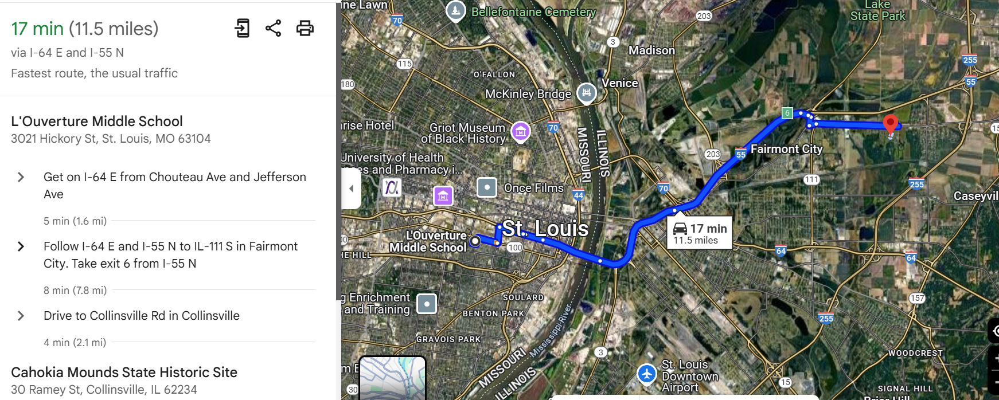 17 min (11.5 miles)
via I-64 E and I-55 N
Fastest route, the usual traffic
L'Ouverture Middle School
3021 Hickory St, St. Louis, MO 63104
Get on I-64 E from Chouteau Ave and Jefferson
Ave
5 min (1.6 mi)
Follow I-64 E and I-55 N to IL-111 S in Fairmont
City. Take exit 6 from I-55 N
8 min (7.8 mi)
Drive to Collinsville Rd in Collinsville
4 min (2.1 mi)
Cahokia Mounds State Historic Site
30 Ramey St, Collinsville, IL 62234
ine Lawn
70
Bellefontaine Cemetery
203
Lake
State Park
3
Madison
115
255
O'FALLON
55
180
McKinley Bridge
Venice
6
rise Hotel
Griot Museum
of Black History
70
MISSOURI
ILLINOIS
15
203
55
Fairmont City
University of Health
es and Pharmacy i...
Once Films
44
70
111
255
Caseyvil
St. Louis
17 min
11.5 miles
L'Ouverture
Middle School
100
64
64
HE HILL
g Enrichment
and Training
SOULARD
BENTON PARK
157
255
GRAVOIS PARK
Mississippi River
3
WOODCREST
MISSOURI
ILLINOIS
St. Louis
Downtown
Airport
15
30
SIGNAL HILL